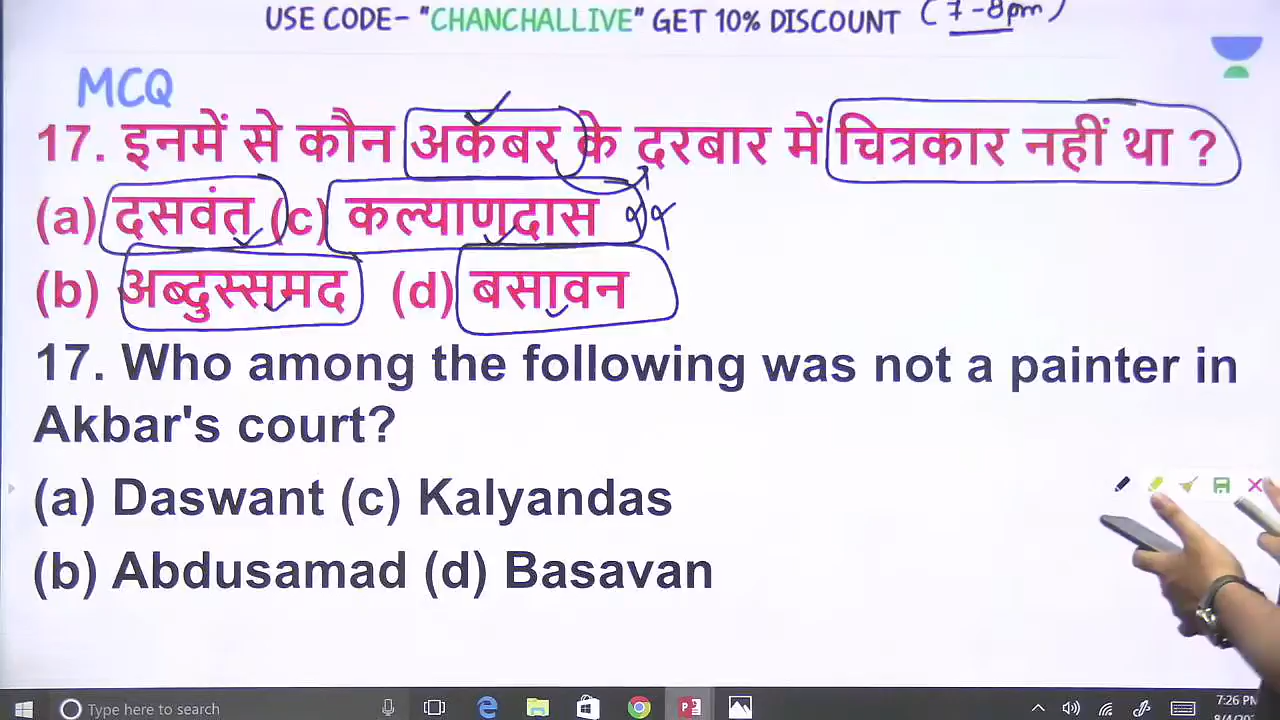 USE CODE- "CHANCHALLIVE" GET 10% DISCOUNT (7-8pm)
MCQ
17. इनमें से कौन अकबर के दरबार में चित्रकार नहीं था ?
(a) दसवंत (c) कल्याणदास
(b) अब्दुस्समद (d) बसावन
17. Who among the following was not a painter in
Akbar's court?
(a) Daswant (c) Kalyandas
(b) Abdusamad (d) Basavan
Type here to search
7:26 PM